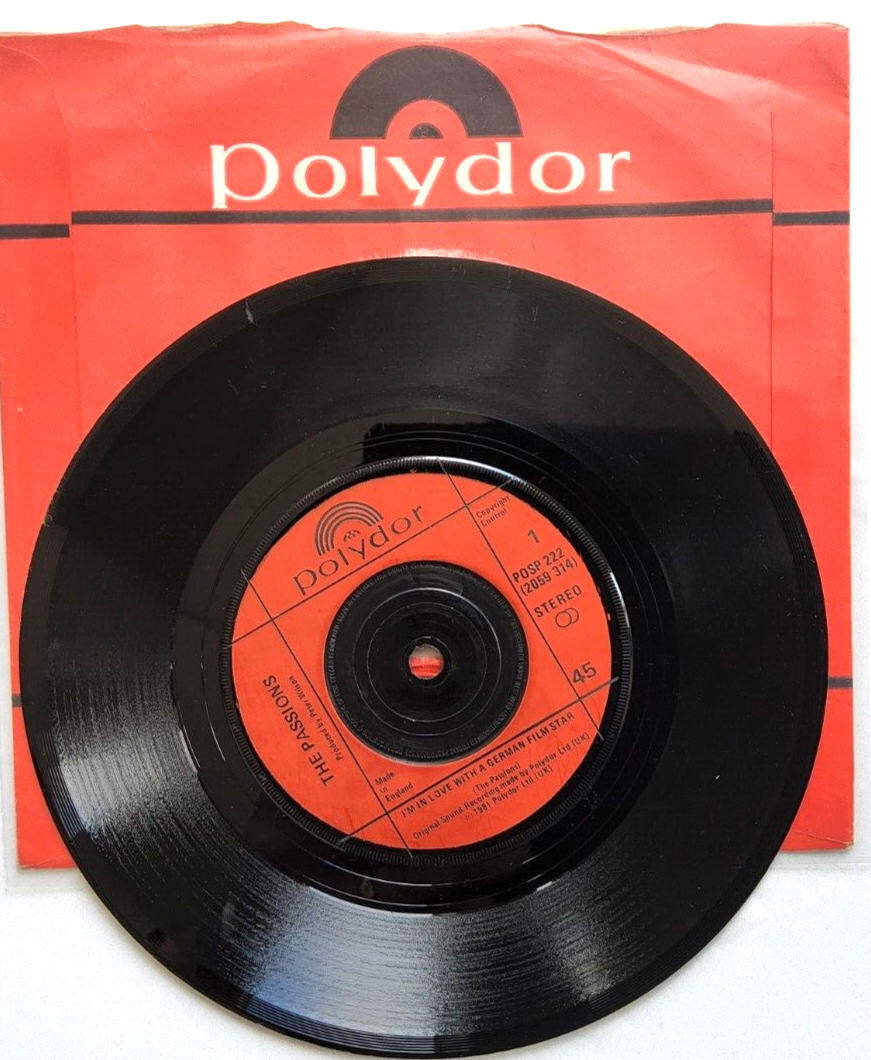 polydor
polydor
Copyright
Control
1
POSP 222
(2059 314)
STEREO
45
THE PASSIONS
Produced by Peter Wilson
Made
in
England
I'M IN LOVE WITH A GERMAN FILM STAR
(The Passions)
Original Sound Recording made by Polydor Ltd (UK)
℗ 1981 Polydor Ltd (UK)